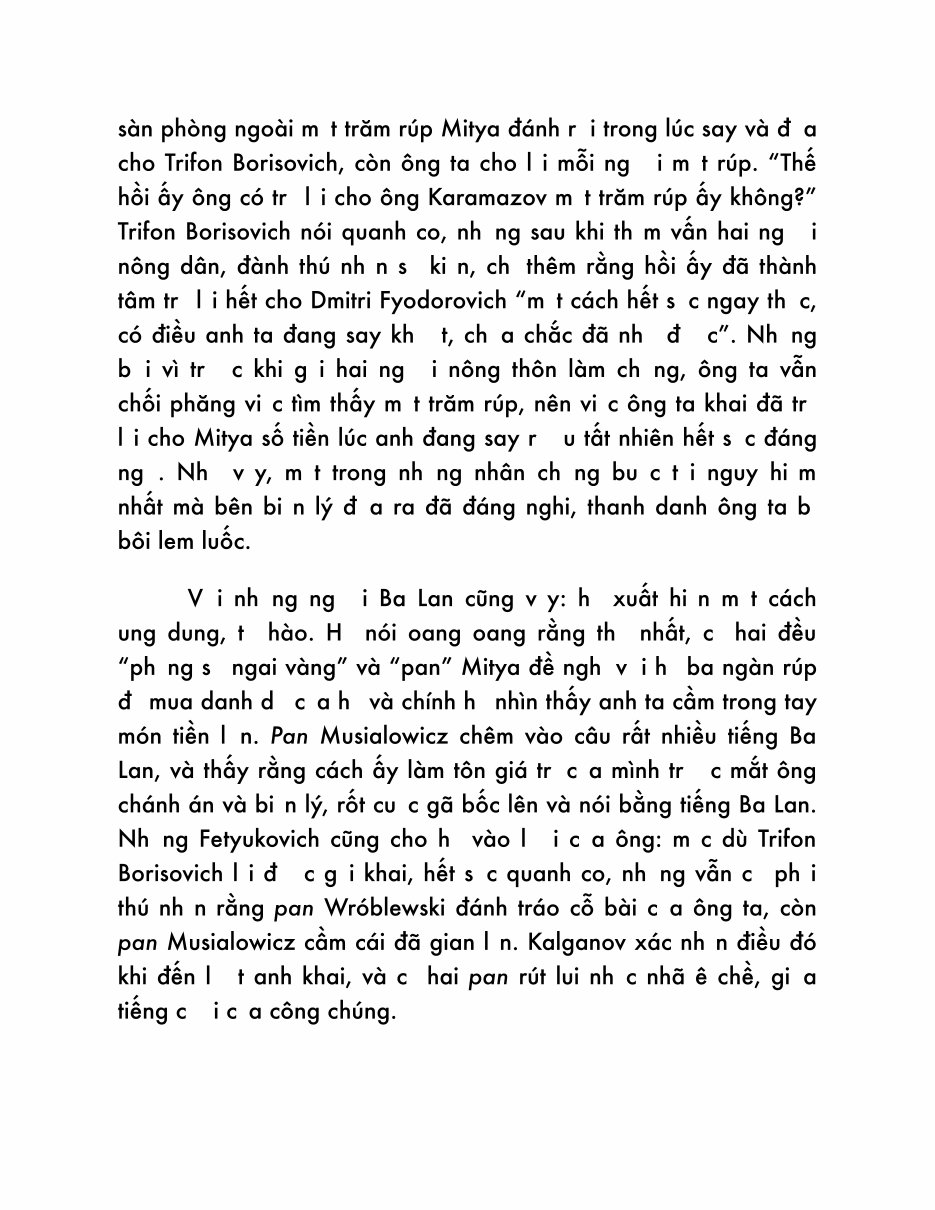 sàn phòng ngoài m t trăm rúp Mitya đánh r i trong lúc say và đ a
cho Trifon Borisovich, còn ông ta cho l i mỗi ng i m t rúp. “Thế
hồi ấy ông có tr l i cho ông Karamazov m t trăm rúp ấy không?”
Trifon Borisovich nói quanh co, nh ng sau khi th m vấn hai ng i
nông dân, đành thú nh n s ki n, ch thêm rằng hồi ấy đã thành
tâm tr l i hết cho Dmitri Fyodorovich “m t cách hết s c ngay th c,
có điều anh ta đang say kh t, ch a chắc đã nh đ c”. Nh ng
b i vì tr c khi g i hai ng i nông thôn làm ch ng, ông ta vẫn
chối phăng vi c tìm thấy m t trăm rúp, nên vi c ông ta khai đã tr
l i cho Mitya số tiền lúc anh đang say r u tất nhiên hết s c đáng
ng . Nh v y, m t trong nh ng nhân ch ng bu c t i nguy hi m
nhất mà bên bi n lý đ a ra đã đáng nghi, thanh danh ông ta b
bôi lem luốc.
V i nh ng ng i Ba Lan cũng v y: h xuất hi n m t cách
ung dung, t hào. H nói oang oang rằng th nhất, c hai đều
“ph ng s ngai vàng” và “pan” Mitya đề ngh v i h ba ngàn rúp
đ mua danh d c a h và chính h nhìn thấy anh ta cầm trong tay
món tiền l n. Pan Musialowicz chêm vào câu rất nhiều tiếng Ba
Lan, và thấy rằng cách ấy làm tôn giá tr c a mình tr c mắt ông
chánh án và bi n lý, rốt cu c gã bốc lên và nói bằng tiếng Ba Lan.
Nh ng Fetyukovich cũng cho h vào l i c a ông: m c dù Trifon
Borisovich l i đ c g i khai, hết s c quanh co, nh ng vẫn c ph i
thú nh n rằng pan Wróblewski đánh tráo cỗ bài c a ông ta, còn
pan Musialowicz cầm cái đã gian l n. Kalganov xác nh n điều đó
khi đến l t anh khai, và c hai pan rút lui nh c nhã ê chề, gi a
tiếng c i c a công chúng.